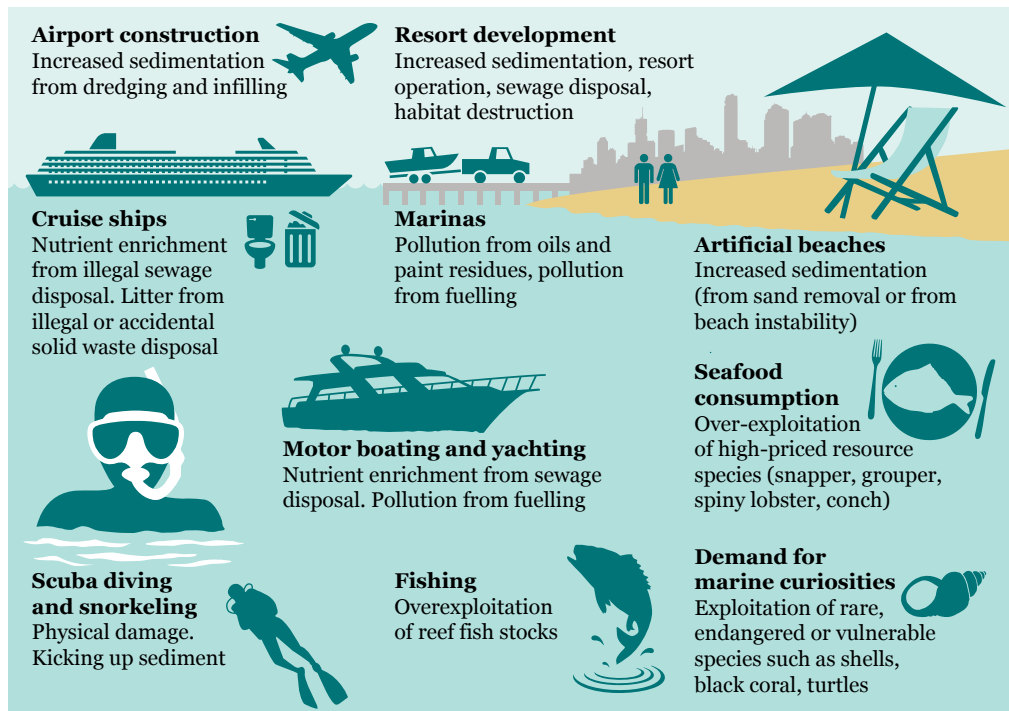 Airport construction
Increased sedimentation
from dredging and infilling
Resort development
Increased sedimentation, resort
operation, sewage disposal,
habitat destruction
Cruise ships
Nutrient enrichment
from illegal sewage
disposal. Litter from
illegal or accidental
solid waste disposal
Marinas
Pollution from oils and
paint residues, pollution
from fuelling
Artificial beaches
Increased sedimentation
(from sand removal or from
beach instability)
Motor boating and yachting
Nutrient enrichment from sewage
disposal. Pollution from fuelling
Seafood
consumption
Over-exploitation
of high-priced resource
species (snapper, grouper,
spiny lobster, conch)
Scuba diving
and snorkeling
Physical damage.
Kicking up sediment
Fishing
Overexploitation
of reef fish stocks
Demand for
marine curiosities
Exploitation of rare,
endangered or vulnerable
species such as shells,
black coral, turtles